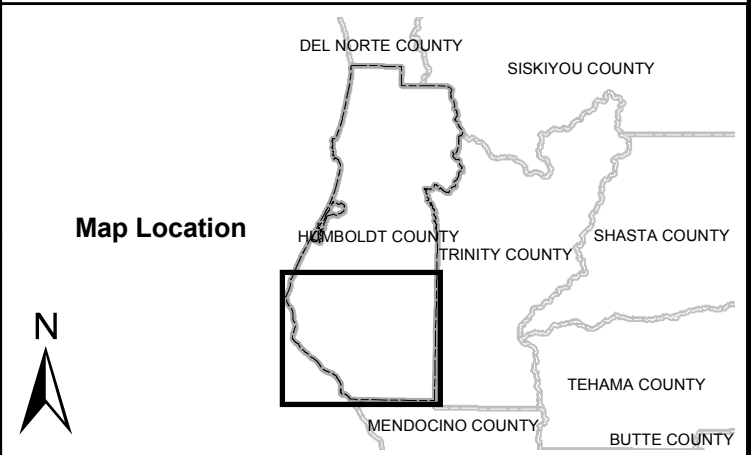 DEL NORTE COUNTY
SISKIYOU COUNTY
Map Location
HUMBOLDT COUNTY
TRINITY COUNTY
SHASTA COUNTY
N
TEHAMA COUNTY
MENDOCINO COUNTY
BUTTE COUNTY